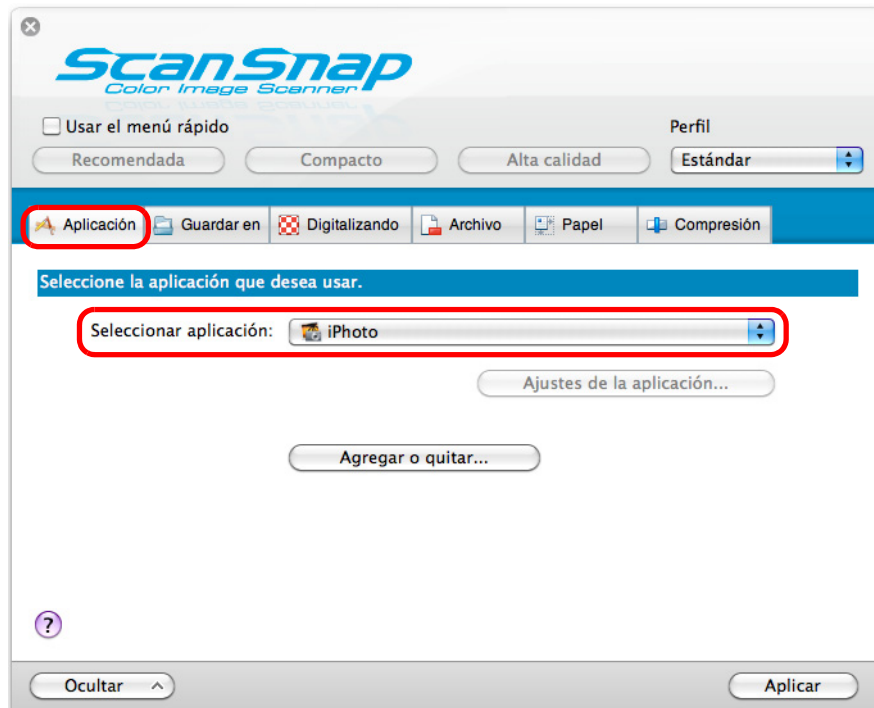 ScanSnap
Color Image Scanner
Usar el menú rápido
Perfil
Recomendada Compacto Alta calidad Estándar
Aplicación Guardar en Digitalizando Archivo Papel Compresión
Seleccione la aplicación que desea usar.
Seleccionar aplicación: iPhoto
Ajustes de la aplicación...
Agregar o quitar...
?
Ocultar Aplicar